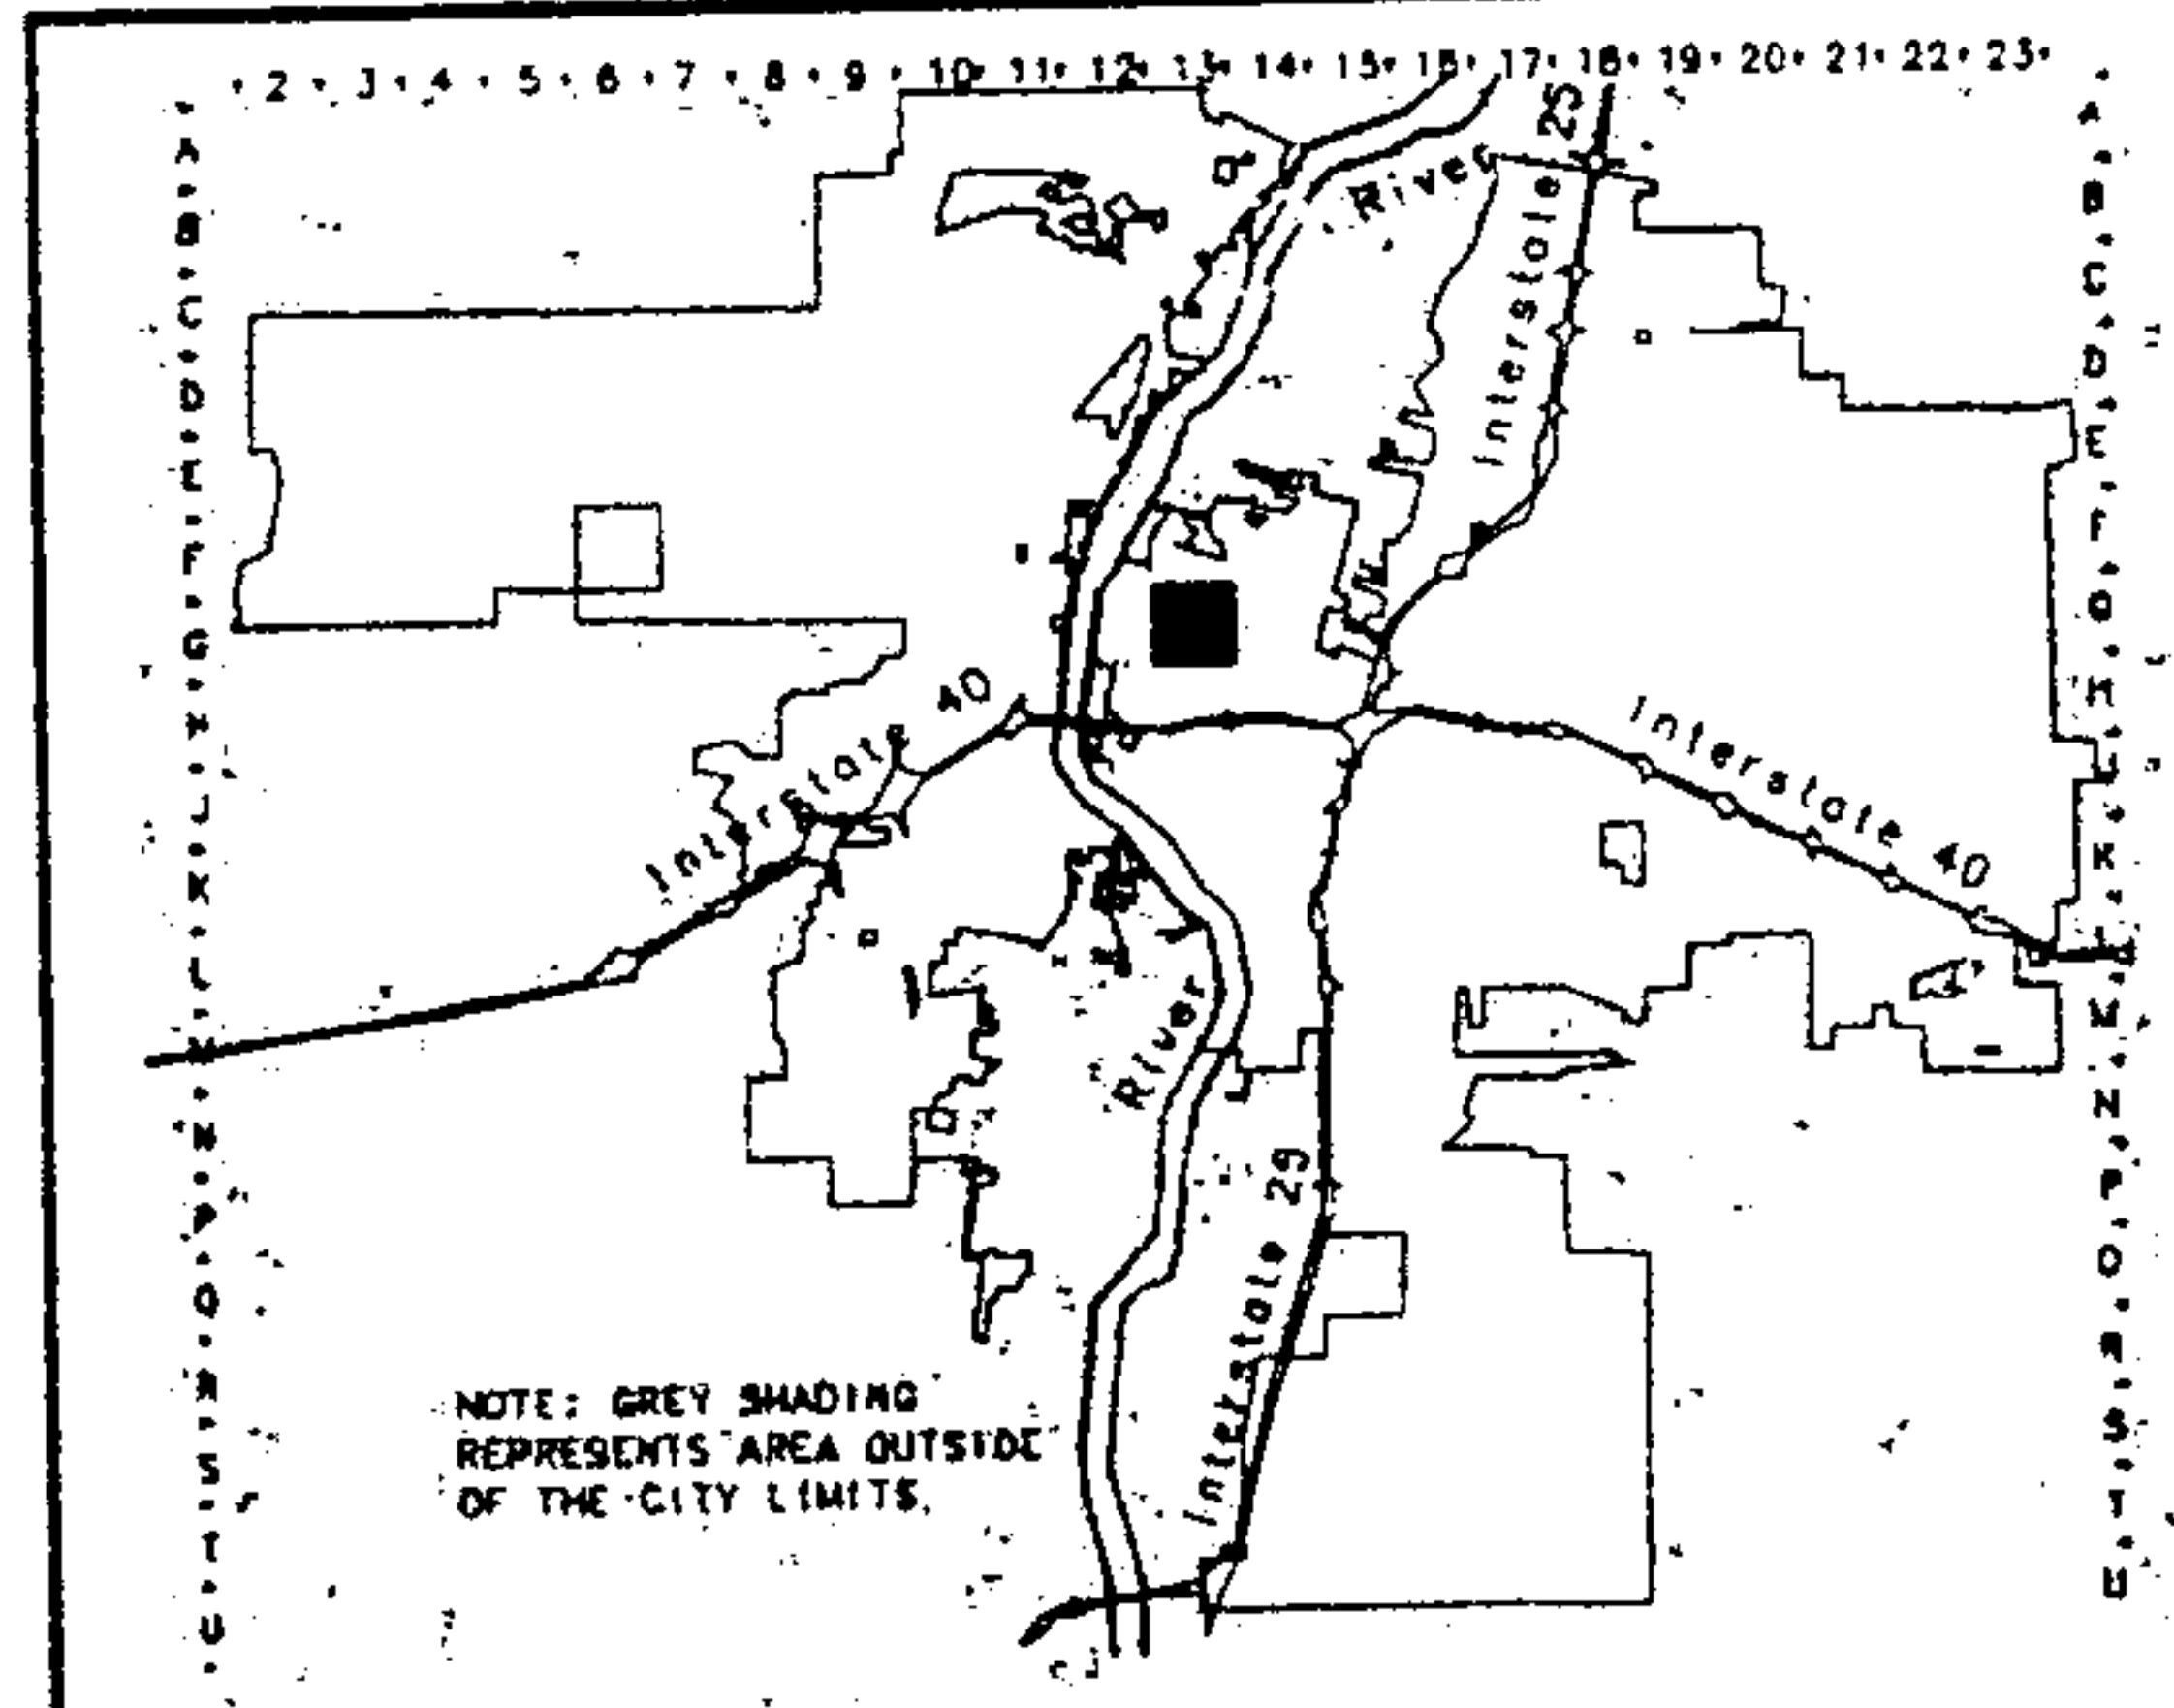 2 3 4 5 6 7 8 9 10 11 12 13 14 15 16 17 18 19 20 21 22 23
A A
B B
C C
D D
E E
F F
G G
H H
J J
K K
L L
M M
N N
P P
Q Q
R R
S S
T T
U U
River
Interstate 25
Interstate 40
Interstate 40
River
Interstate 29
NOTE: GREY SHADING
REPRESENTS AREA OUTSIDE
OF THE CITY LIMITS.